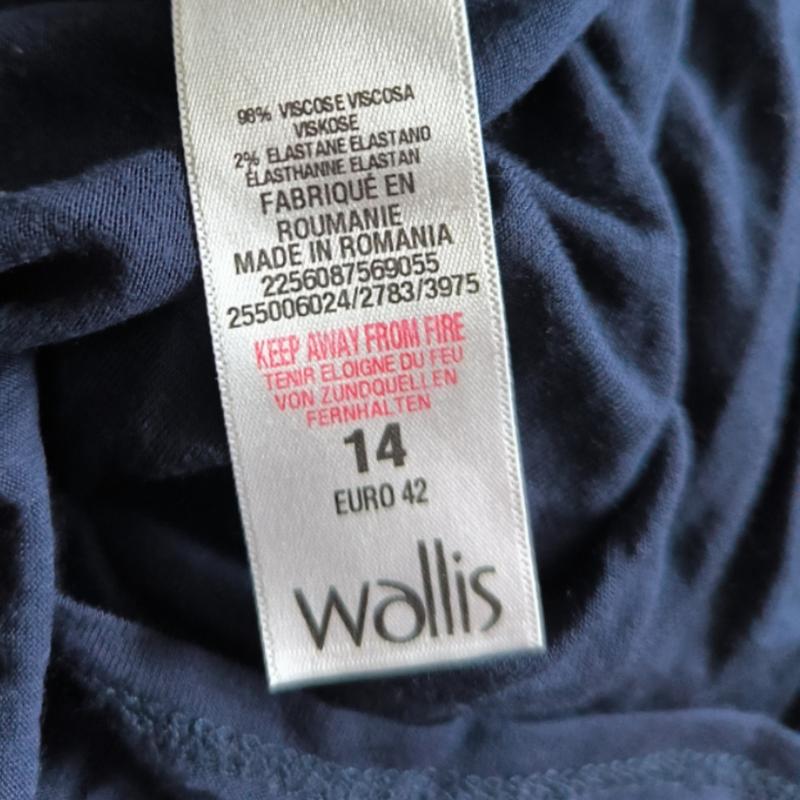 98% VISCOSE VISCOSA
VISKOSE
2% ELASTANE ELASTANO
ÉLASTHANNE ELASTAN
FABRIQUÉ EN
ROUMANIE
MADE IN ROMANIA
2256087569055
255006024/2783/3975
KEEP AWAY FROM FIRE
TENIR ELOIGNE DU FEU
VON ZUNDQUELLEN
FERNHALTEN
14
EURO 42
wallis